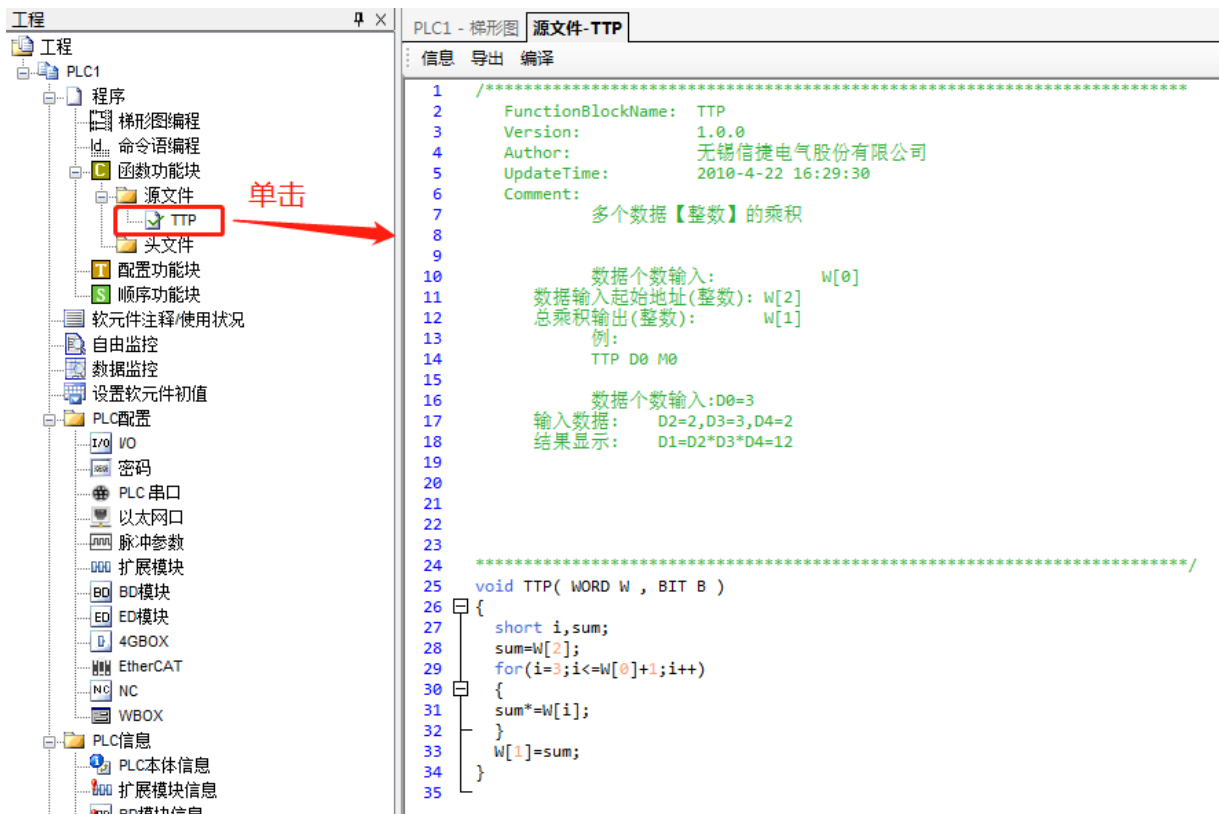 工程
工程
PLC1
程序
梯形图编程
命令语编程
函数功能块
源文件
TTP
头文件
配置功能块
顺序功能块
软元件注释/使用状况
自由监控
数据监控
设置软元件初值
PLC配置
I/O
密码
PLC 串口
以太网口
脉冲参数
扩展模块
BD模块
ED模块
4GBOX
EtherCAT
NC
WBOX
PLC信息
PLC本体信息
扩展模块信息
BD模块信息
单击
PLC1 - 梯形图 源文件-TTP
信息 导出 编译
1 /**************************************************************************
2 FunctionBlockName: TTP
3 Version: 1.0.0
4 Author: 无锡信捷电气股份有限公司
5 UpdateTime: 2010-4-22 16:29:30
6 Comment:
7 多个数据【整数】的乘积
8
9
10 数据个数输入: W[0]
11 数据输入起始地址(整数): W[2]
12 总乘积输出(整数): W[1]
13 例:
14 TTP D0 M0
15
16 数据个数输入:D0=3
17 输入数据: D2=2,D3=3,D4=2
18 结果显示: D1=D2*D3*D4=12
19
20
21
22
23
24 **************************************************************************/
25 void TTP( WORD W , BIT B )
26 {
27 short i,sum;
28 sum=W[2];
29 for(i=3;i<=W[0]+1;i++)
30 {
31 sum*=W[i];
32 }
33 W[1]=sum;
34 }
35